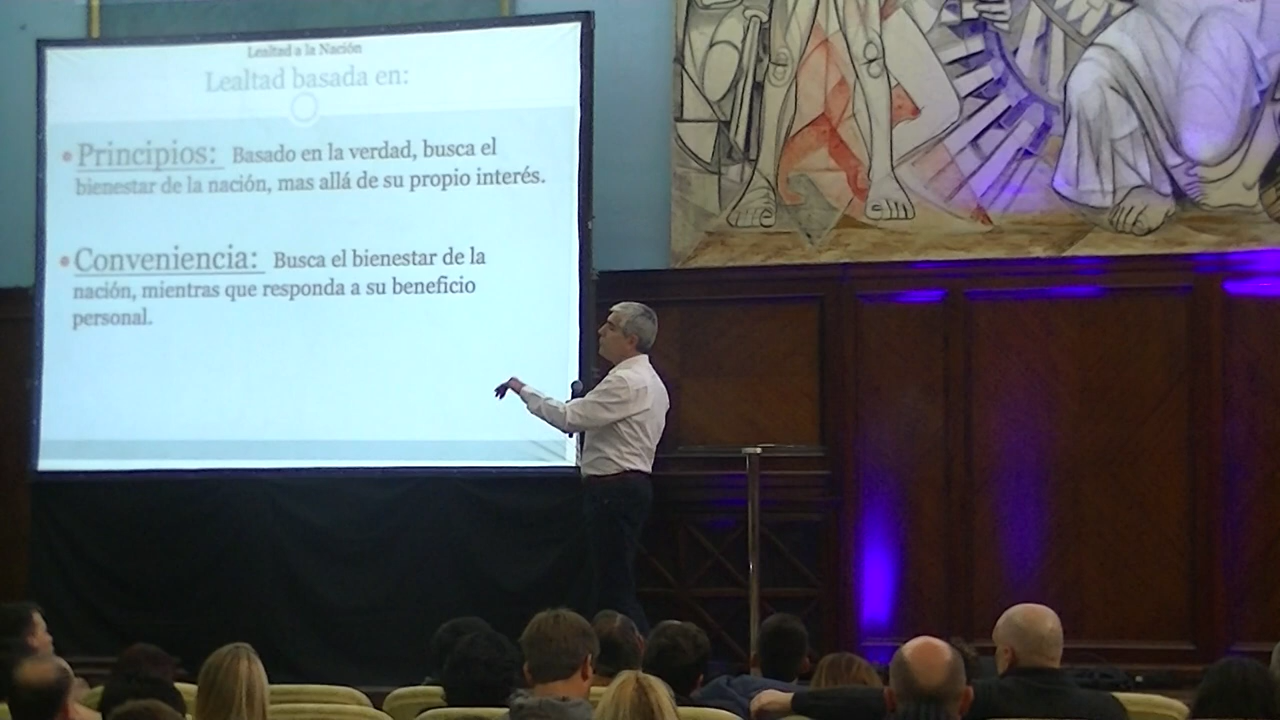 Lealtad a la Nación
Lealtad basada en:
• Principios: Basado en la verdad, busca el
bienestar de la nación, mas allá de su propio interés.
• Conveniencia: Busca el bienestar de la
nación, mientras que responda a su beneficio
personal.